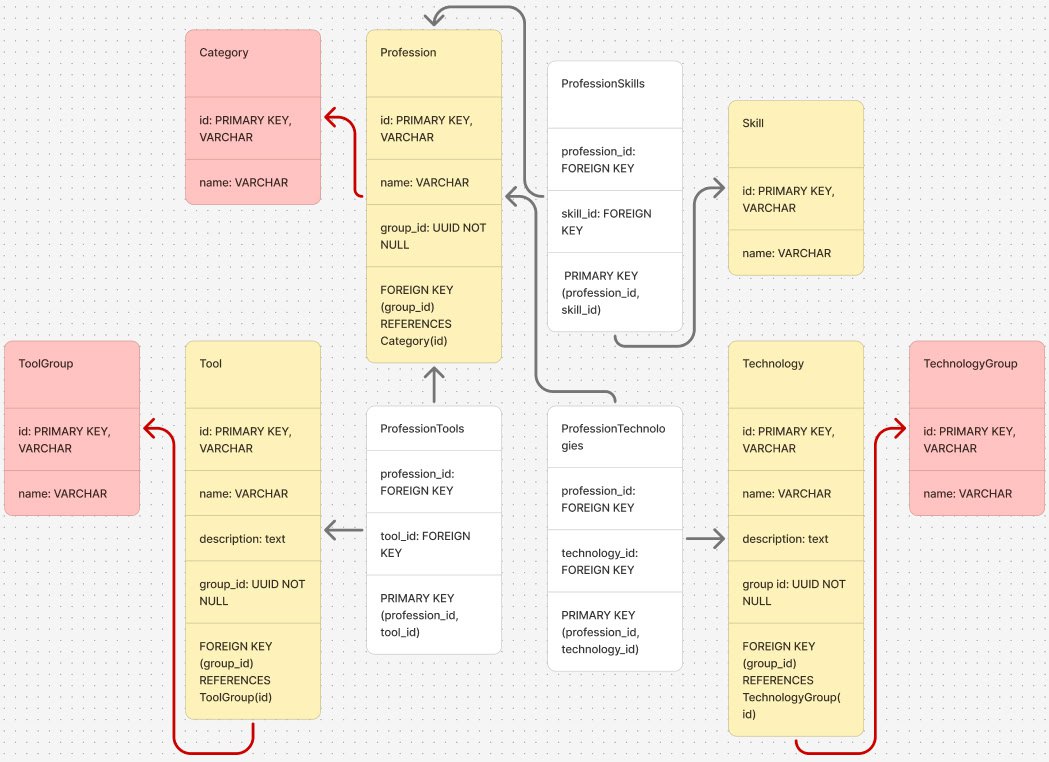 Category
id: PRIMARY KEY,
VARCHAR
name: VARCHAR
Profession
id: PRIMARY KEY,
VARCHAR
name: VARCHAR
group_id: UUID NOT
NULL
FOREIGN KEY
(group_id)
REFERENCES
Category(id)
ProfessionSkills
profession_id:
FOREIGN KEY
skill_id: FOREIGN
KEY
PRIMARY KEY
(profession_id,
skill_id)
Skill
id: PRIMARY KEY,
VARCHAR
name: VARCHAR
ToolGroup
id: PRIMARY KEY,
VARCHAR
name: VARCHAR
Tool
id: PRIMARY KEY,
VARCHAR
name: VARCHAR
description: text
group_id: UUID NOT
NULL
FOREIGN KEY
(group_id)
REFERENCES
ToolGroup(id)
ProfessionTools
profession_id:
FOREIGN KEY
tool_id: FOREIGN
KEY
PRIMARY KEY
(profession_id,
tool_id)
ProfessionTechnolo
gies
profession_id:
FOREIGN KEY
technology_id:
FOREIGN KEY
PRIMARY KEY
(profession_id,
technology_id)
Technology
id: PRIMARY KEY,
VARCHAR
name: VARCHAR
description: text
group id: UUID NOT
NULL
FOREIGN KEY
(group_id)
REFERENCES
TechnologyGroup(
id)
TechnologyGroup
id: PRIMARY KEY,
VARCHAR
name: VARCHAR